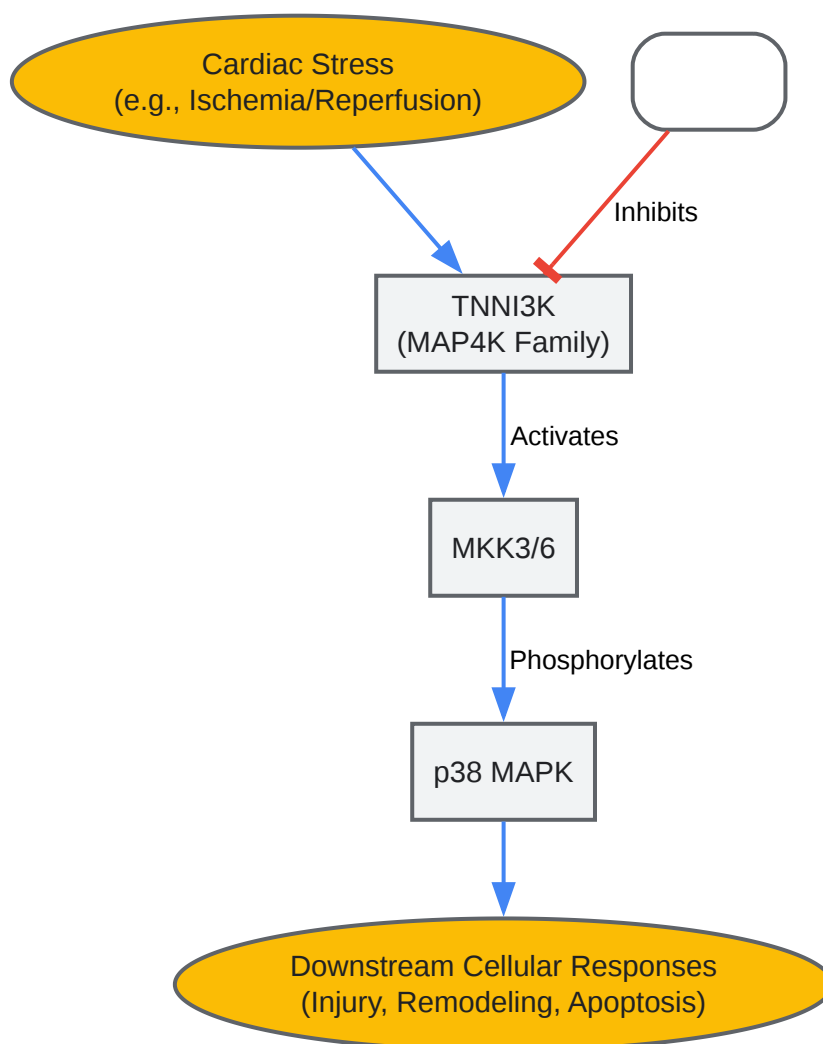 Cardiac Stress
(e.g., Ischemia/Reperfusion)
Inhibits
TNNI3K
(MAP4K Family)
Activates
MKK3/6
Phosphorylates
p38 MAPK
Downstream Cellular Responses
(Injury, Remodeling, Apoptosis)